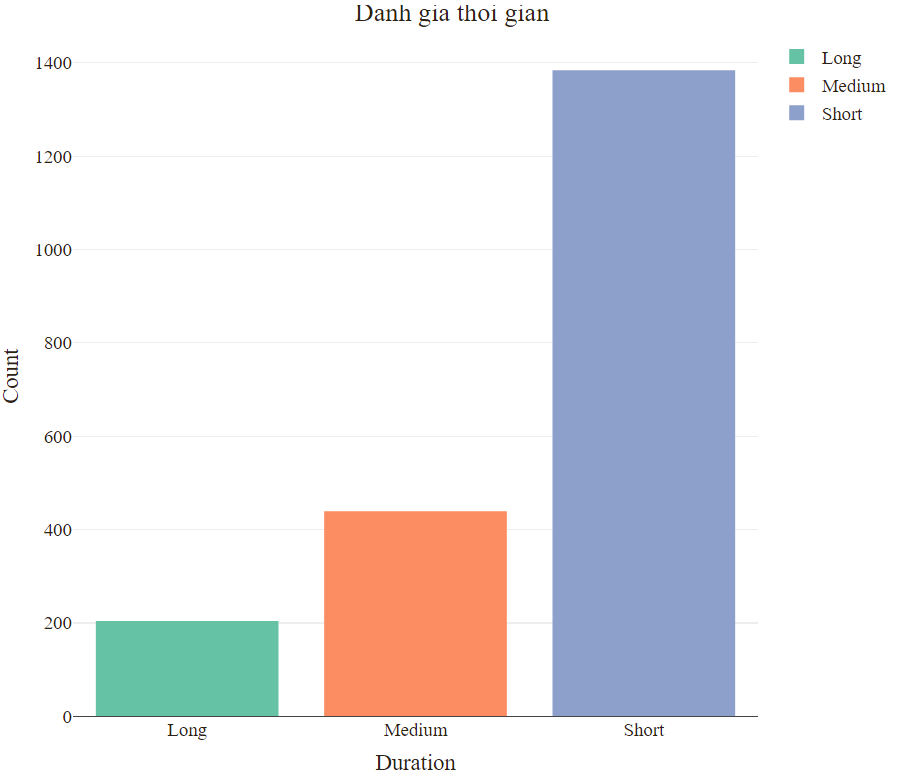 Danh gia thoi gian
1400
1200
1000
800
600
400
200
0
Count
Long
Medium
Short
Duration
Long
Medium
Short